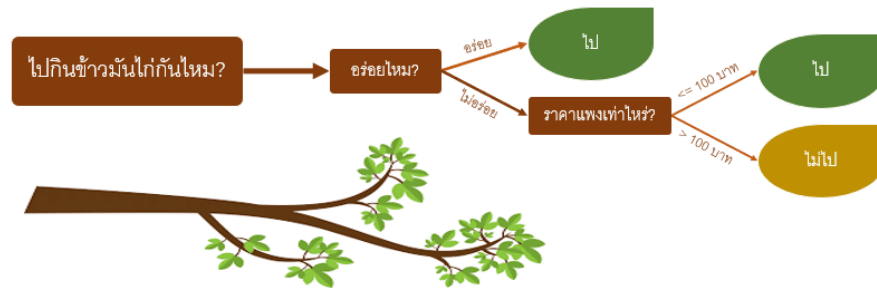 ไปกินข้าวมันไก่กันไหม?
อร่อยไหม?
อร่อย
ไป
ไม่อร่อย
ราคาแพงเท่าไหร่?
<= 100 บาท
ไป
> 100 บาท
ไม่ไป